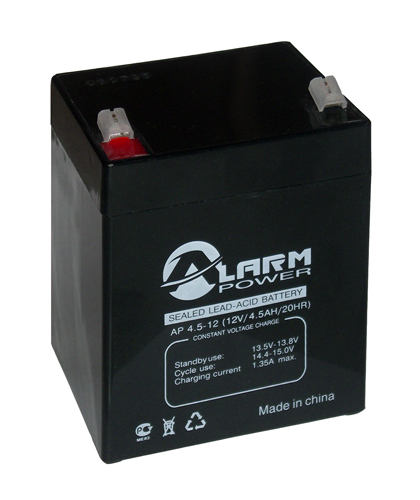 ALARM
POWER
SEALED LEAD-ACID BATTERY
AP 4.5-12 (12V/ 4.5AH/20HR)
CONSTANT VOLTAGE CHARGE
Standby use: 13.5V-13.8V
Cycle use: 14.4-15.0V
Charging current 1.35A max.
Made in china